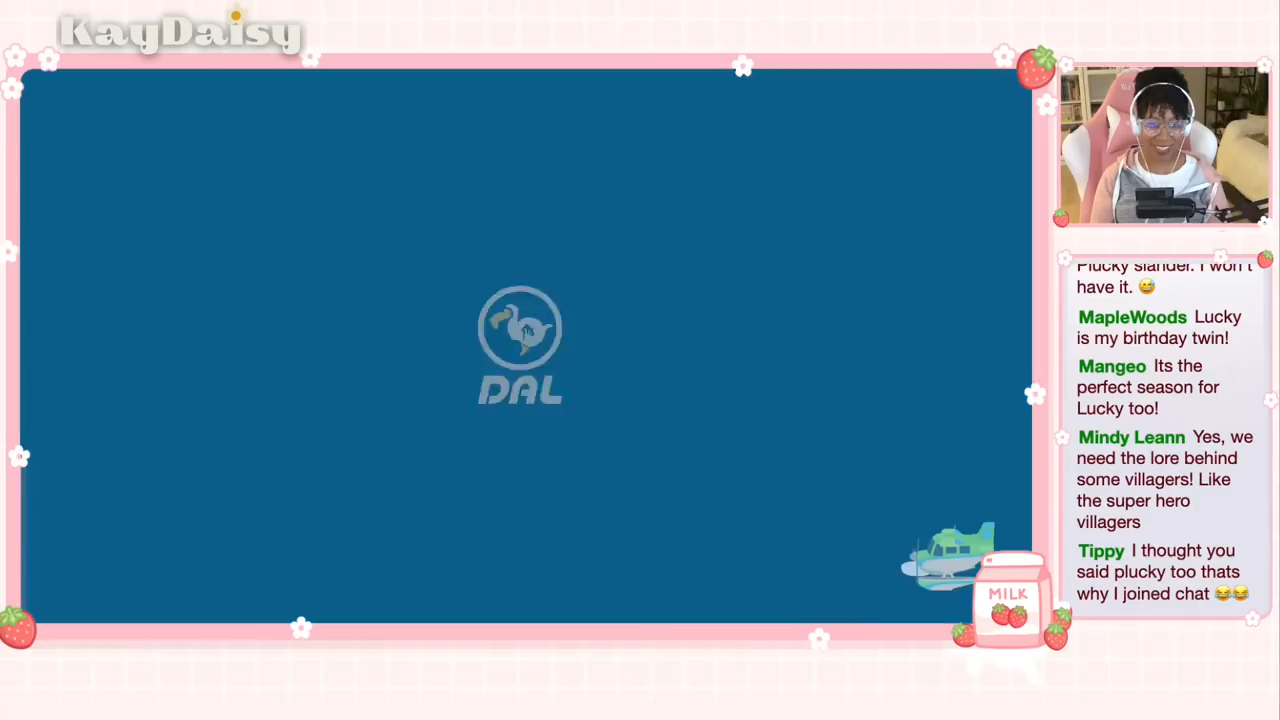 KayDaisy
DAL
MILK
Plucky slander. I won't
have it. 😅
MapleWoods Lucky
is my birthday twin!
Mangeo Its the
perfect season for
Lucky too!
Mindy Leann Yes, we
need the lore behind
some villagers! Like
the super hero
villagers
Tippy I thought you
said plucky too thats
why I joined chat 😂😂